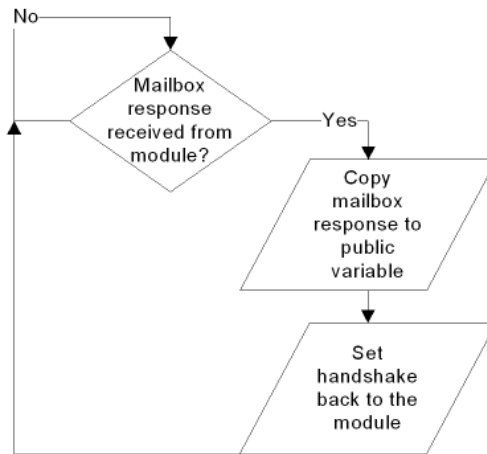 No
Mailbox
response
received from
module?
Yes
Copy
mailbox
response to
public
variable
Set
handshake
back to the
module